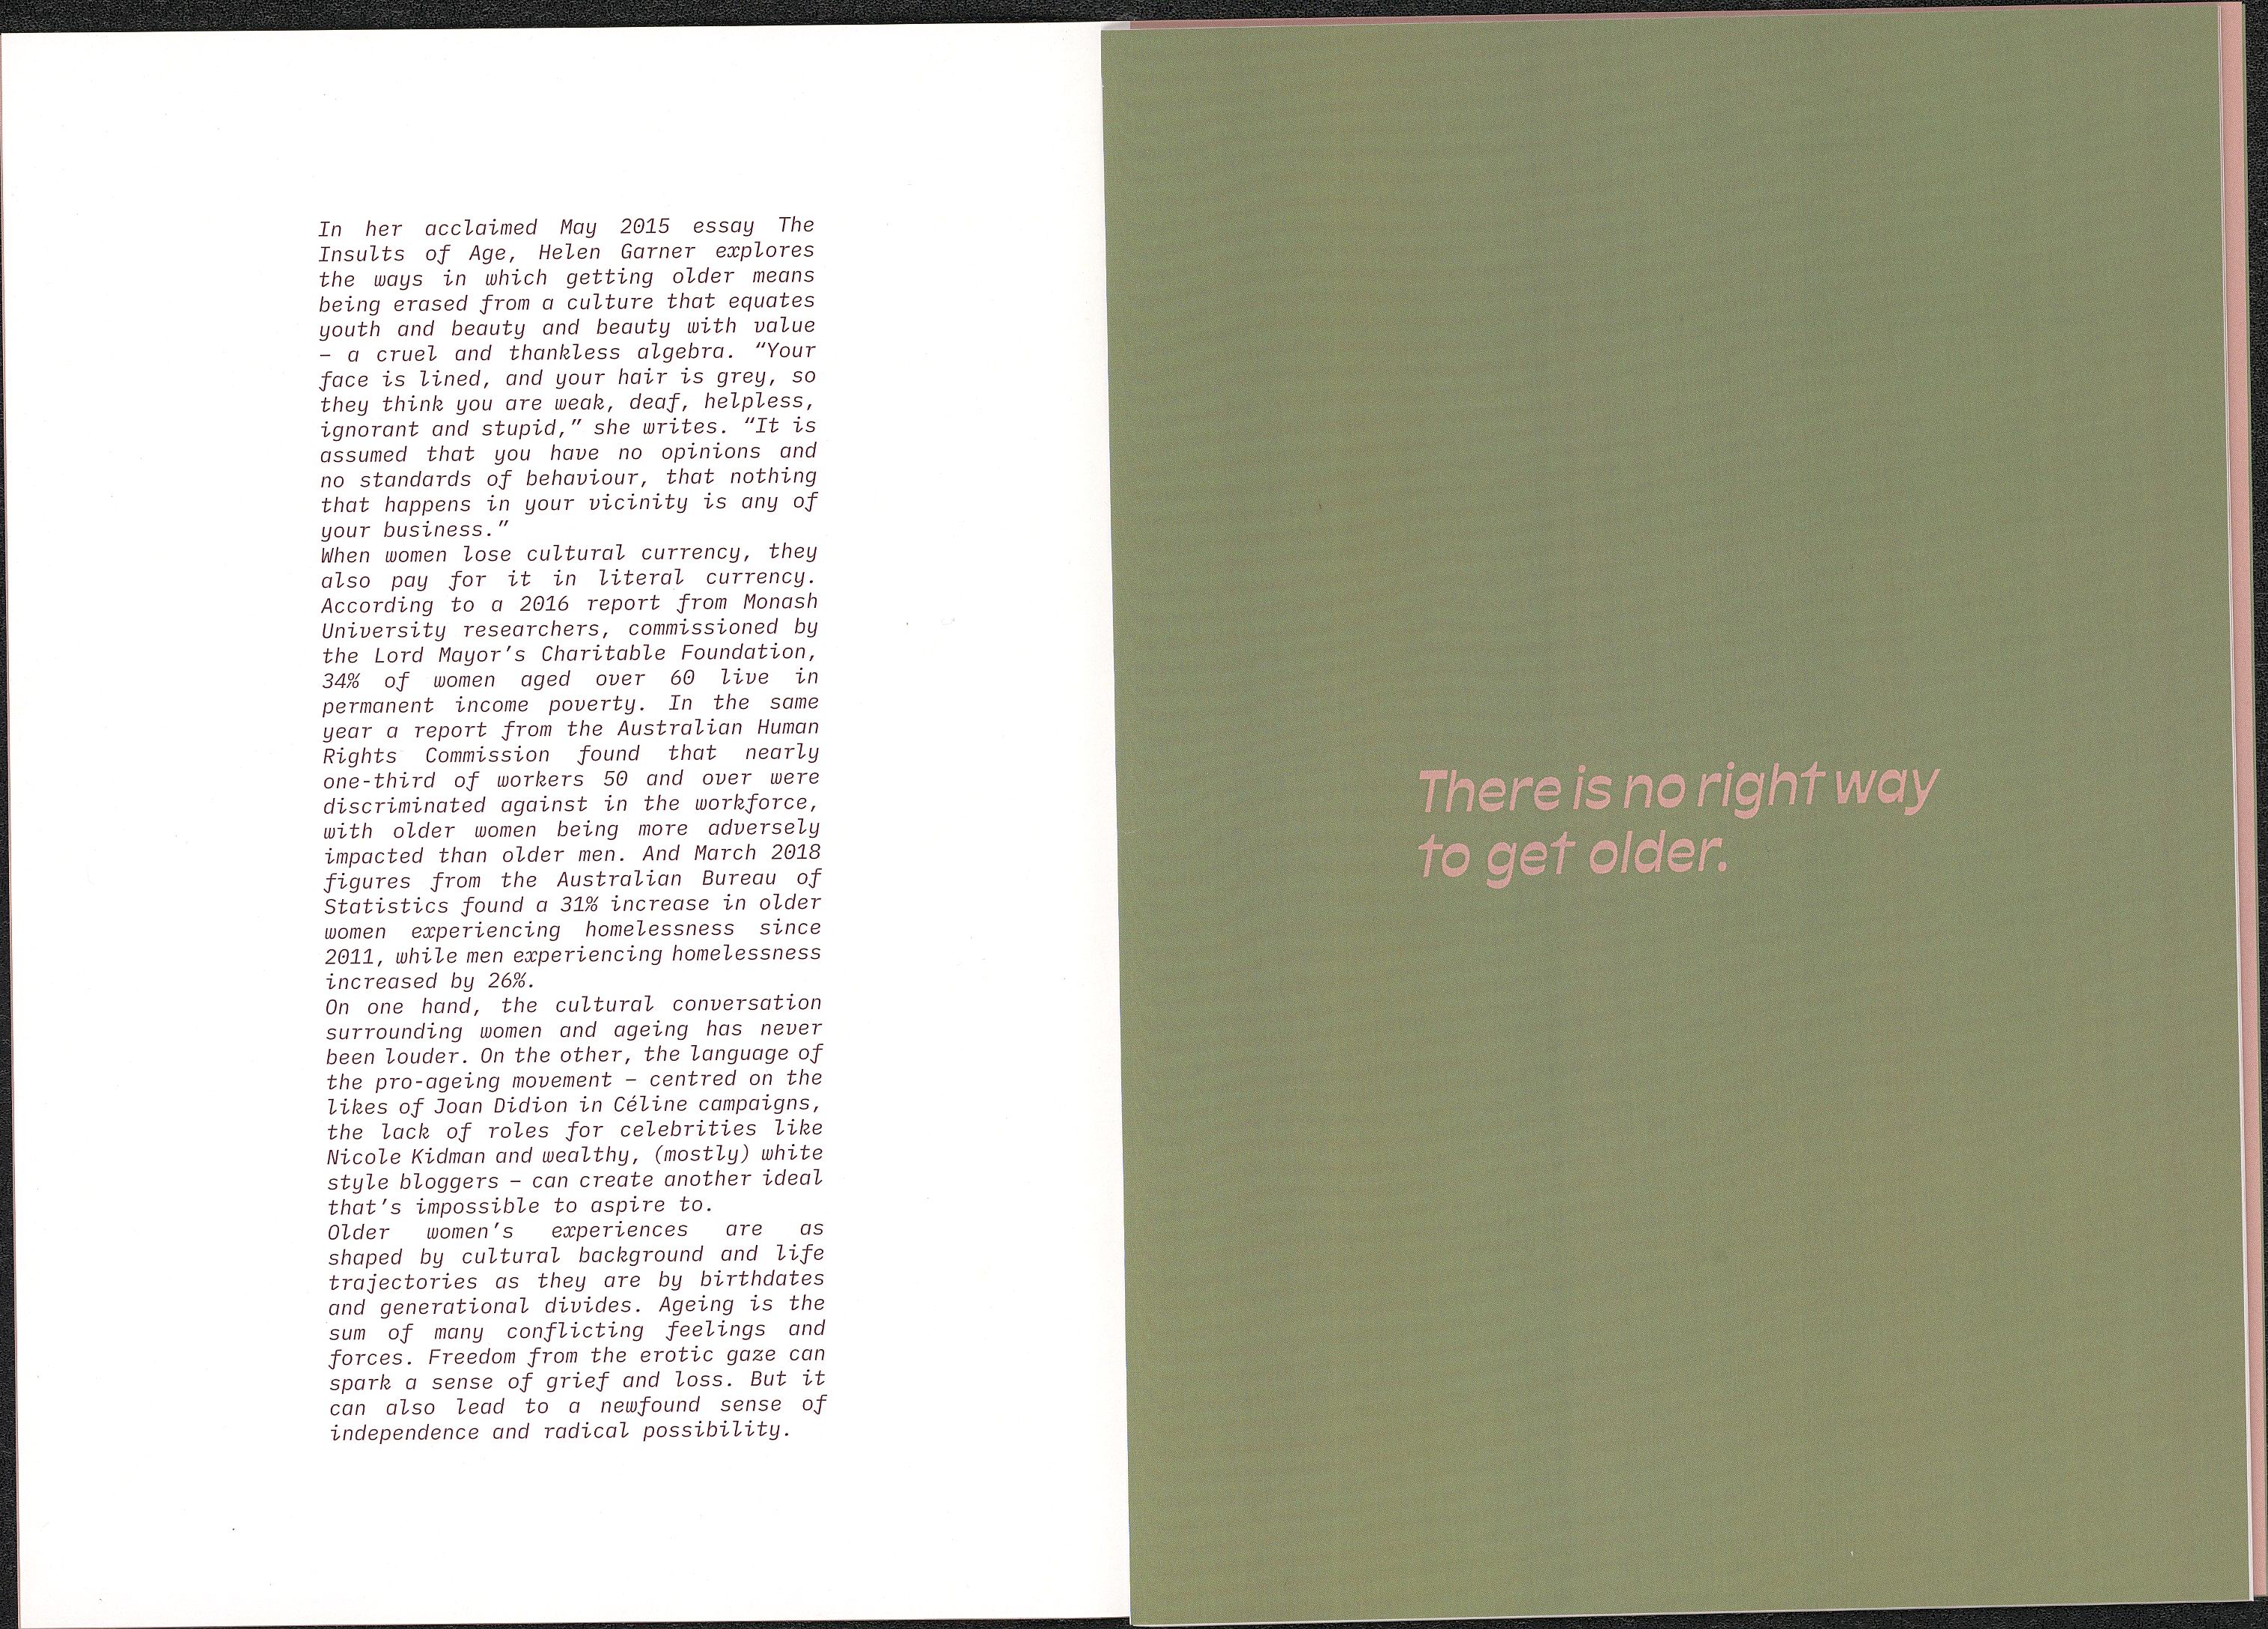 In her acclaimed May 2015 essay The
Insults of Age, Helen Garner explores
the ways in which getting older means
being erased from a culture that equates
youth and beauty and beauty with value
– a cruel and thankless algebra. “Your
face is lined, and your hair is grey, so
they think you are weak, deaf, helpless,
ignorant and stupid,” she writes. “It is
assumed that you have no opinions and
no standards of behaviour, that nothing
that happens in your vicinity is any of
your business.”
When women lose cultural currency, they
also pay for it in literal currency.
According to a 2016 report from Monash
University researchers, commissioned by
the Lord Mayor’s Charitable Foundation,
34% of women aged over 60 live in
permanent income poverty. In the same
year a report from the Australian Human
Rights Commission found that nearly
one-third of workers 50 and over were
discriminated against in the workforce,
with older women being more adversely
impacted than older men. And March 2018
figures from the Australian Bureau of
Statistics found a 31% increase in older
women experiencing homelessness since
2011, while men experiencing homelessness
increased by 26%.
On one hand, the cultural conversation
surrounding women and ageing has never
been louder. On the other, the language of
the pro-ageing movement – centred on the
likes of Joan Didion in Céline campaigns,
the lack of roles for celebrities like
Nicole Kidman and wealthy, (mostly) white
style bloggers – can create another ideal
that’s impossible to aspire to.
Older women’s experiences are as
shaped by cultural background and life
trajectories as they are by birthdates
and generational divides. Ageing is the
sum of many conflicting feelings and
forces. Freedom from the erotic gaze can
spark a sense of grief and loss. But it
can also lead to a newfound sense of
independence and radical possibility.
There is no right way
to get older.